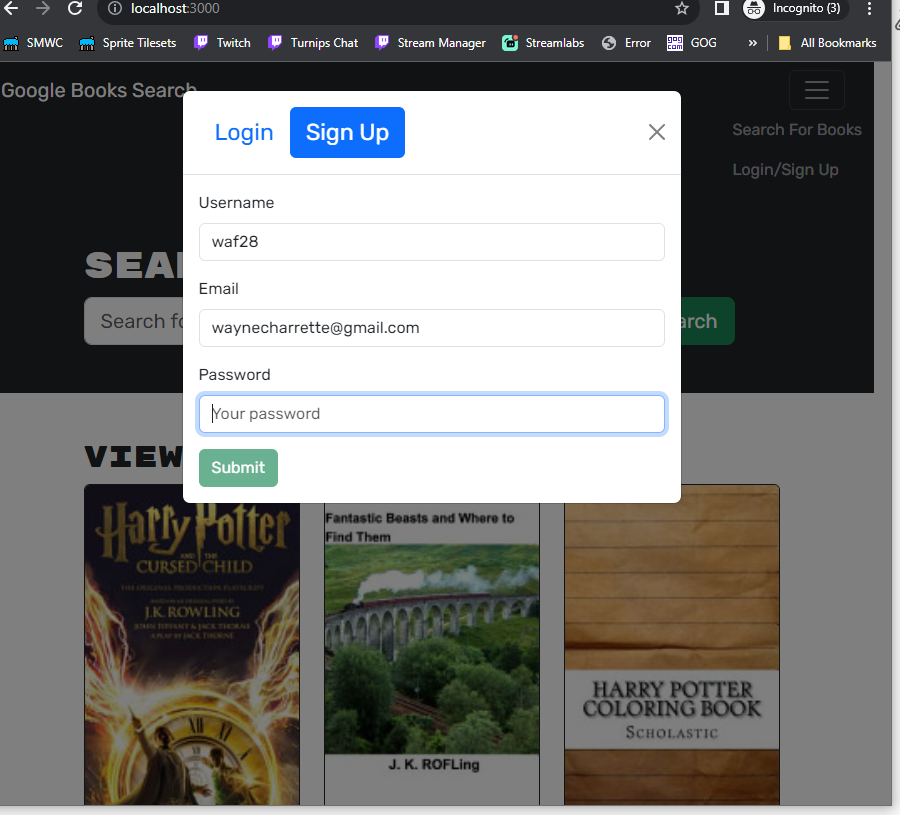 localhost:3000
Incognito (3)
SMWC
Sprite Tilesets
Twitch
Turnips Chat
Stream Manager
Streamlabs
Error
GOG
»
All Bookmarks
Google Books Search
Login
Sign Up
Search For Books
Login/Sign Up
Username
waf28
SEA
Email
Search fo
waynecharrette@gmail.com
arch
Password
Your password
VIEW
Submit
Harry Potter
AND THE
CURSED CHILD
THE ORIGINAL PRODUCTION PLAYSCRIPT
BASED ON AN ORIGINAL STORY BY
J.K. ROWLING
JOHN TIFFANY & JACK THORNE
A PLAY BY JACK THORNE
Fantastic Beasts and Where to
Find Them
J. K. ROFLing
HARRY POTTER
COLORING BOOK
SCHOLASTIC